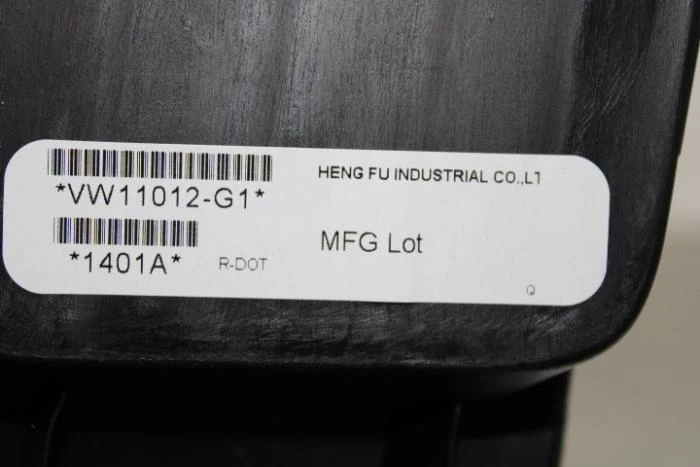 HENG FU INDUSTRIAL CO.,LT
*VW11012-G1*
MFG Lot
*1401A* R-DOT
Q